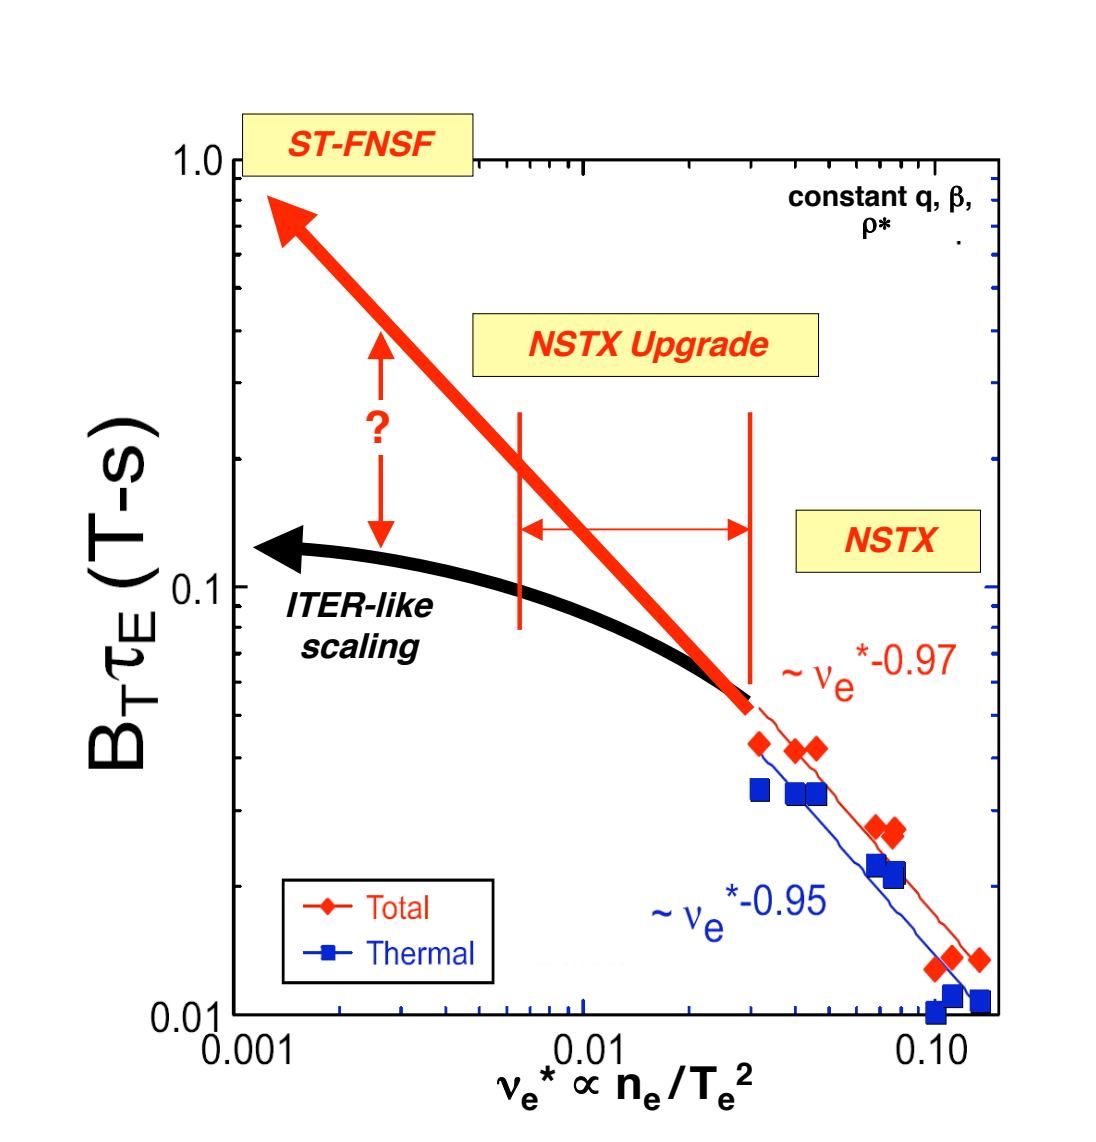 ST-FNSF
1.0
constant q, β,
ρ*
NSTX Upgrade
?
NSTX
0.1
ITER-like
scaling
~ νe*-0.97
BTτE (T-s)
~ νe*-0.95
Total
Thermal
0.01
0.001
0.01
0.10
νe* ∝ ne/Te2